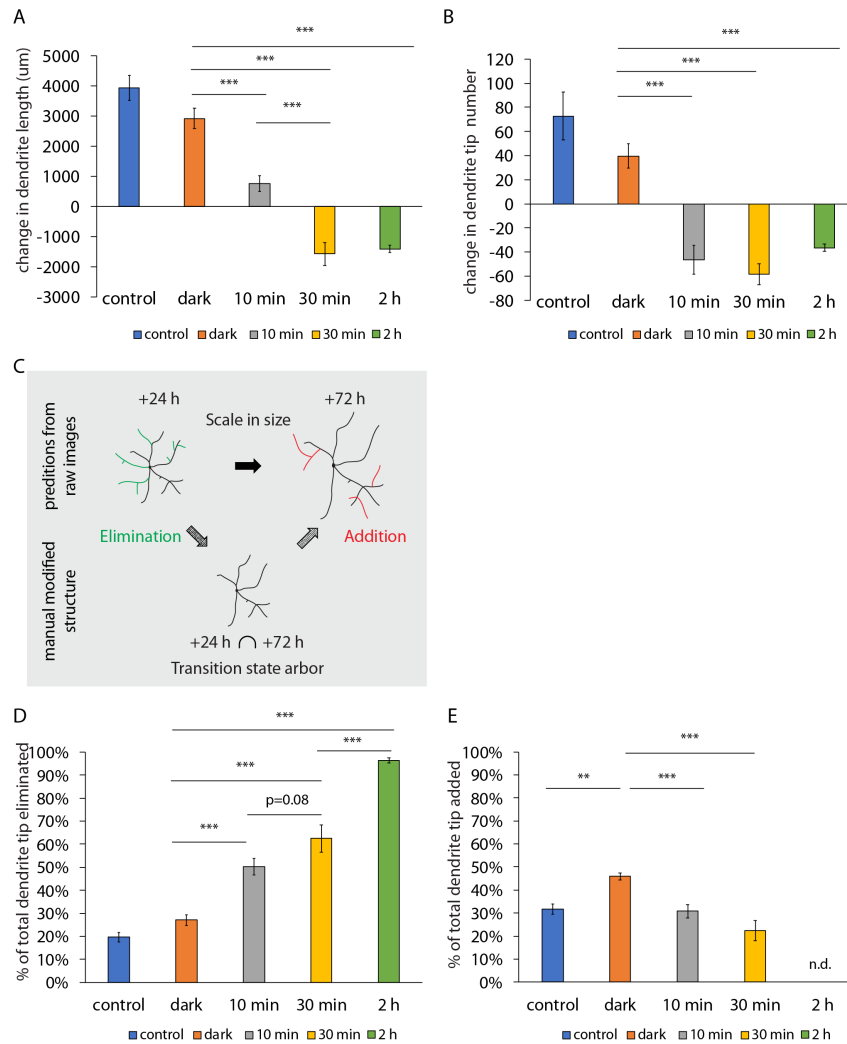 A
change in dendrite length (um)
5000
4000
3000
2000
1000
0
-1000
-2000
-3000
***
***
***
***
control dark 10 min 30 min 2 h
control dark 10 min 30 min 2 h
B
change in dendrite tip number
120
100
80
60
40
20
0
-20
-40
-60
-80
***
***
***
control dark 10 min 30 min 2 h
control dark 10 min 30 min 2 h
C
preditions from
raw images
+24 h
Scale in size
+72 h
Elimination
Addition
manual modified
structure
+24 h ⋂ +72 h
Transition state arbor
D
% of total dendrite tip eliminated
100%
90%
80%
70%
60%
50%
40%
30%
20%
10%
0%
***
***
***
p=0.08
***
control dark 10 min 30 min 2 h
control dark 10 min 30 min 2 h
E
% of total dendrite tip added
100%
90%
80%
70%
60%
50%
40%
30%
20%
10%
0%
***
** ***
n.d.
control dark 10 min 30 min 2 h
control dark 10 min 30 min 2 h